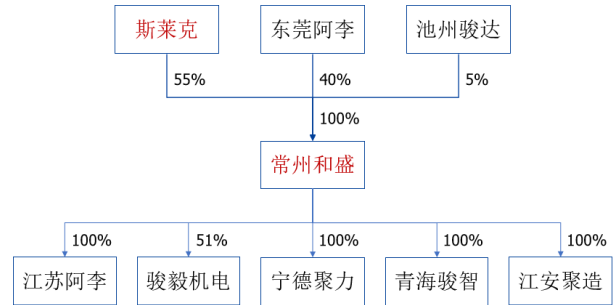 斯莱克
东莞阿李
池州骏达
55%
40%
5%
100%
常州和盛
100%
51%
100%
100%
100%
江苏阿李
骏毅机电
宁德聚力
青海骏智
江安聚造